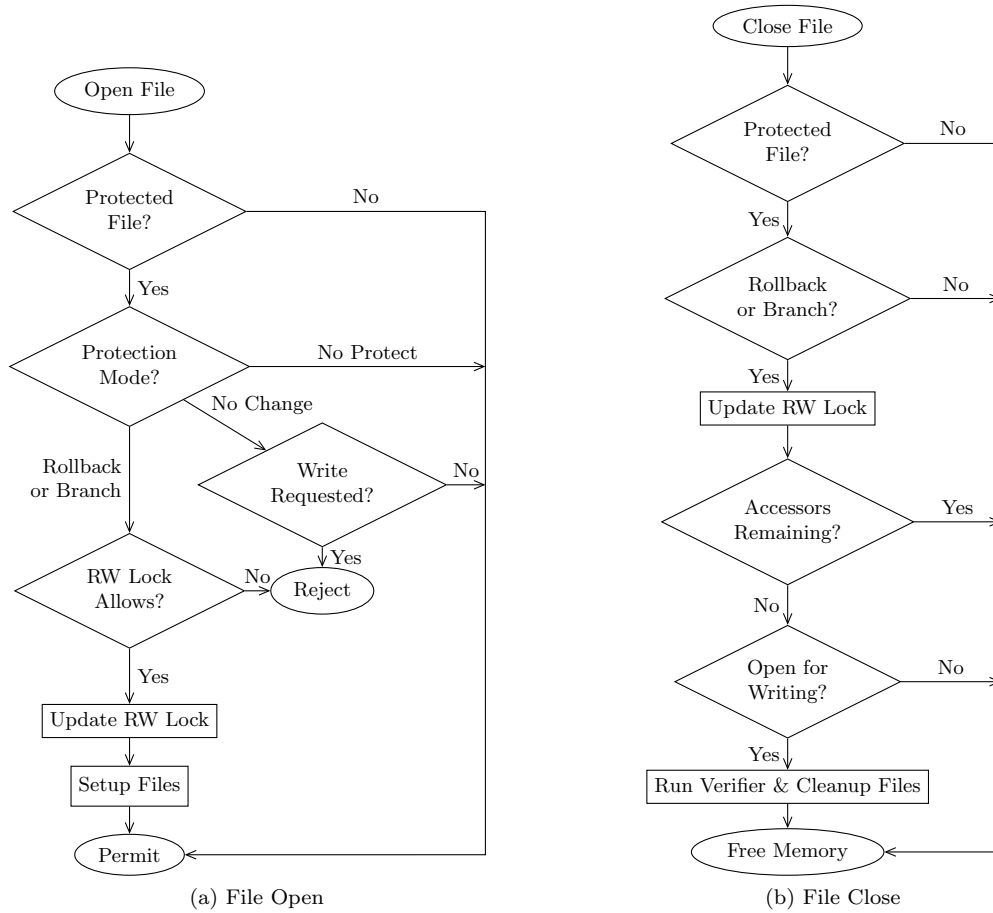 Open File
Protected
File?
No
Yes
Protection
Mode?
No Protect
No Change
Rollback
or Branch
Write
Requested?
No
Yes
RW Lock
Allows?
No
Reject
Yes
Update RW Lock
Setup Files
Permit
(a) File Open
Close File
Protected
File?
No
Yes
Rollback
or Branch?
No
Yes
Update RW Lock
Accessors
Remaining?
Yes
No
Open for
Writing?
No
Yes
Run Verifier & Cleanup Files
Free Memory
(b) File Close